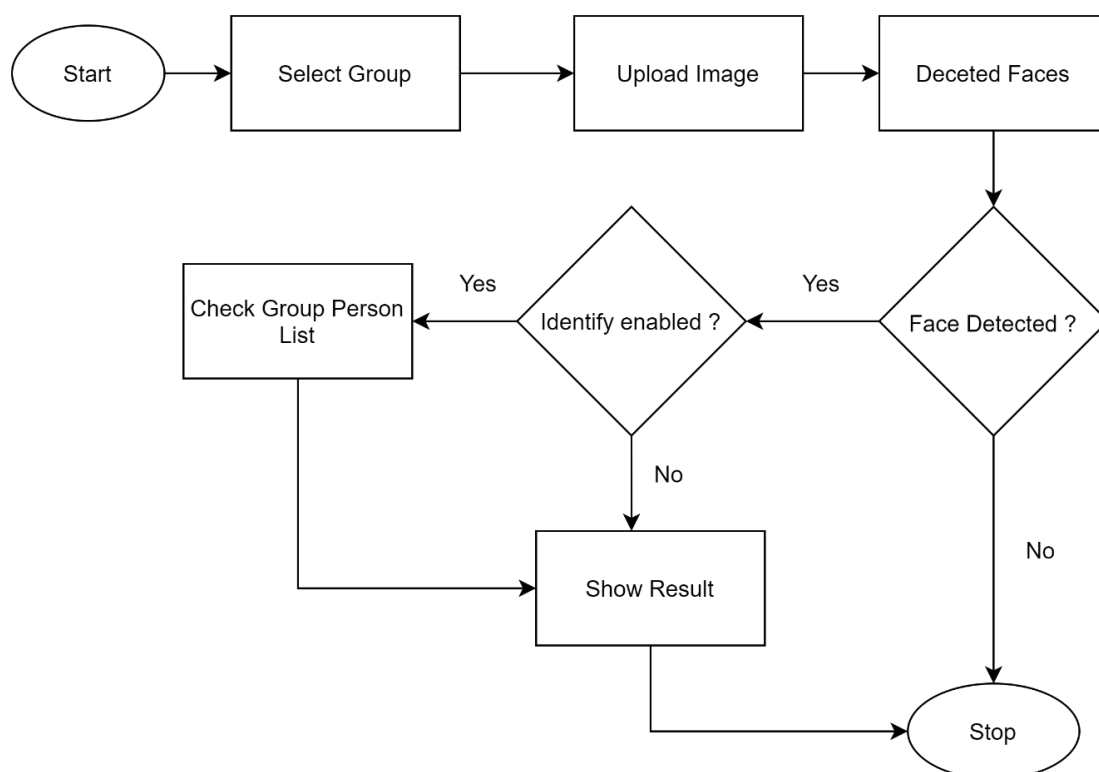 Start
Select Group
Upload Image
Deceted Faces
Check Group Person
List
Yes
Identify enabled ?
Yes
Face Detected ?
No
No
Show Result
Stop